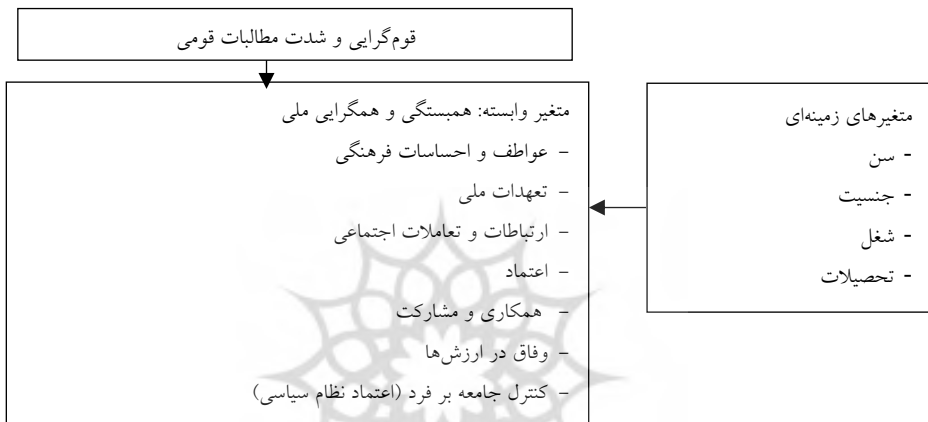 قوم‌گرایی و شدت مطالبات قومی
متغیرهای زمینه‌ای
- سن
- جنسیت
- شغل
- تحصیلات
متغیر وابسته: همبستگی و همگرایی ملی
- عواطف و احساسات فرهنگی
- تعهدات ملی
- ارتباطات و تعاملات اجتماعی
- اعتماد
- همکاری و مشارکت
- وفاق در ارزش‌ها
- کنترل جامعه بر فرد (اعتماد نظام سیاسی)